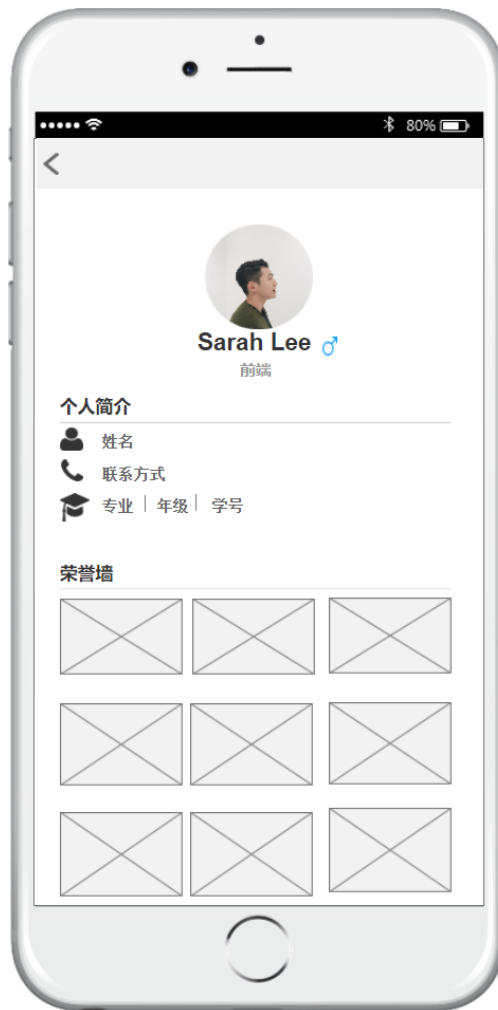 80%
Sarah Lee
前端
个人简介
姓名
联系方式
专业 | 年级 | 学号
荣誉墙